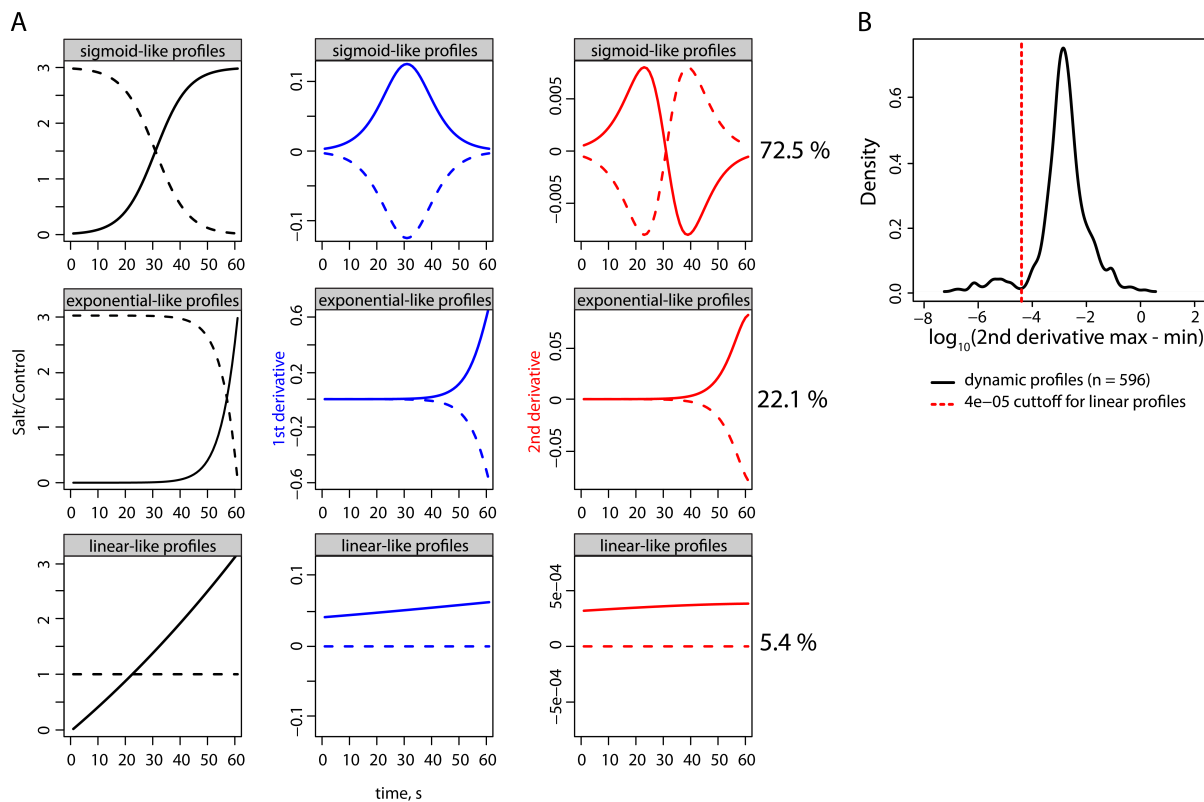 A
sigmoid-like profiles
sigmoid-like profiles
sigmoid-like profiles
0 1 2 3
−0.1 0 0.1
−0.005 0 0.005
0 10 20 30 40 50 60
0 10 20 30 40 50 60
0 10 20 30 40 50 60
72.5 %
exponential-like profiles
exponential-like profiles
exponential-like profiles
Salt/Control
0 1 2 3
1st derivative
−0.6 −0.2 0.2 0.6
2nd derivative
−0.05 0 0.05
0 10 20 30 40 50 60
0 10 20 30 40 50 60
0 10 20 30 40 50 60
22.1 %
linear-like profiles
linear-like profiles
linear-like profiles
0 1 2 3
−0.1 0 0.1
−5e−04 0 5e−04
0 10 20 30 40 50 60
0 10 20 30 40 50 60
0 10 20 30 40 50 60
5.4 %
time, s
B
Density
0.0 0.2 0.4 0.6
−8 −6 −4 −2 0 2
log10(2nd derivative max - min)
dynamic profiles (n = 596)
4e−05 cuttoff for linear profiles